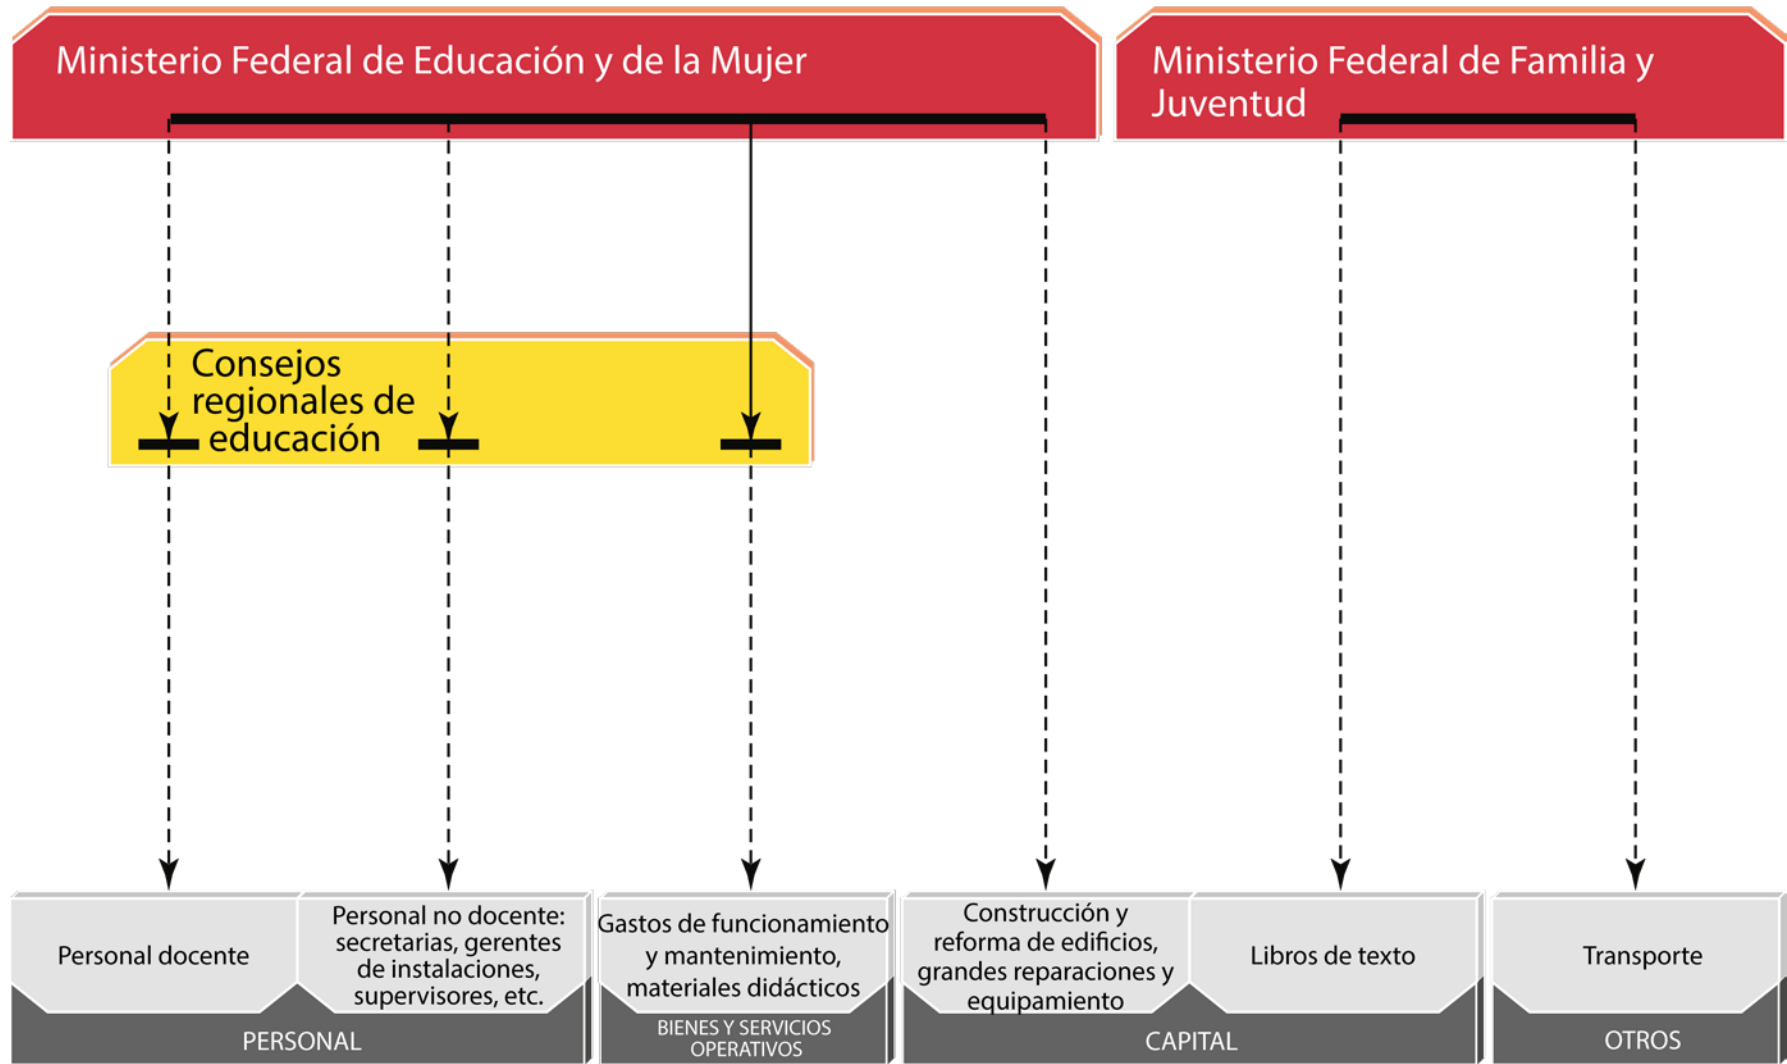 Ministerio Federal de Educación y de la Mujer
Ministerio Federal de Familia y
Juventud
Consejos
regionales de
educación
Personal docente
Personal no docente:
secretarias, gerentes
de instalaciones,
supervisores, etc.
Gastos de funcionamiento
y mantenimiento,
materiales didácticos
Construcción y
reforma de edificios,
grandes reparaciones y
equipamiento
Libros de texto
Transporte
PERSONAL
BIENES Y SERVICIOS
OPERATIVOS
CAPITAL
OTROS